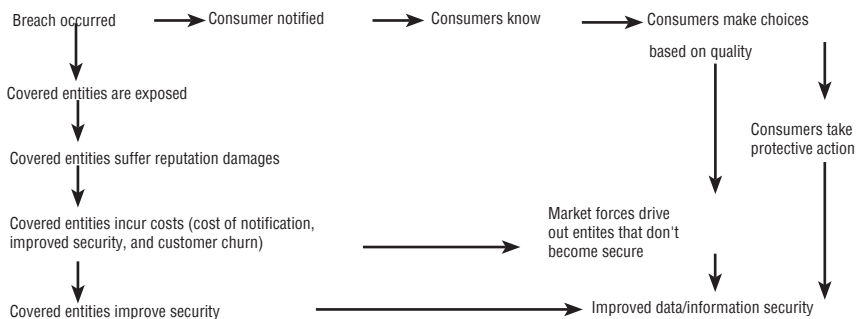 Breach occurred
Consumer notified
Consumers know
Consumers make choices
based on quality
Covered entities are exposed
Consumers take
protective action
Covered entities suffer reputation damages
Covered entities incur costs (cost of notification,
improved security, and customer churn)
Market forces drive
out entites that don't
become secure
Covered entities improve security
Improved data/information security